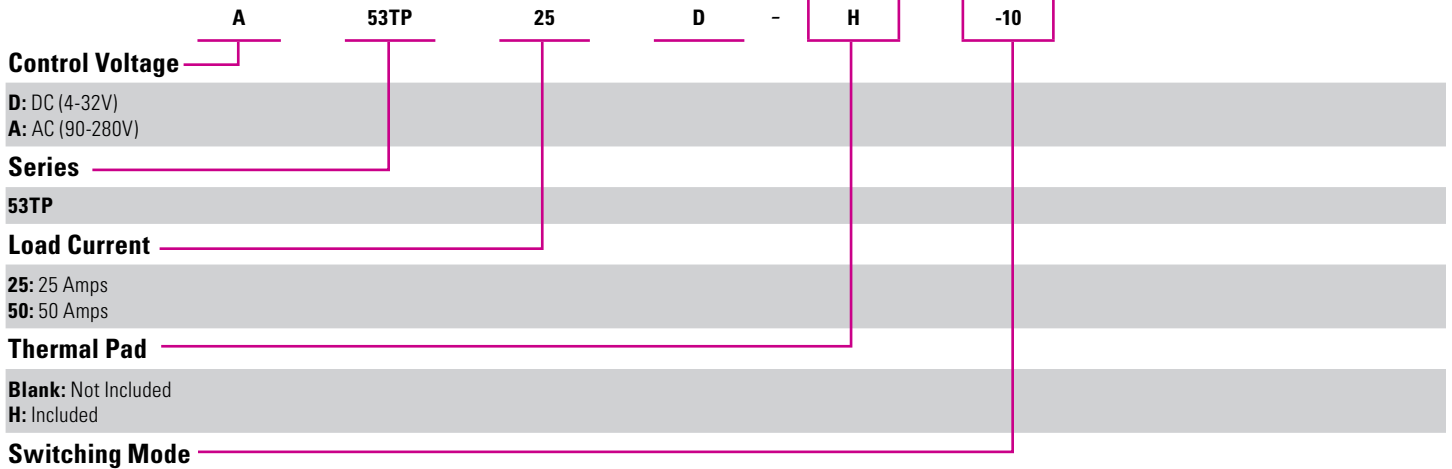 A 53TP 25 D - H -10
Control Voltage
D: DC (4-32V)
A: AC (90-280V)
Series
53TP
Load Current
25: 25 Amps
50: 50 Amps
Thermal Pad
Blank: Not Included
H: Included
Switching Mode